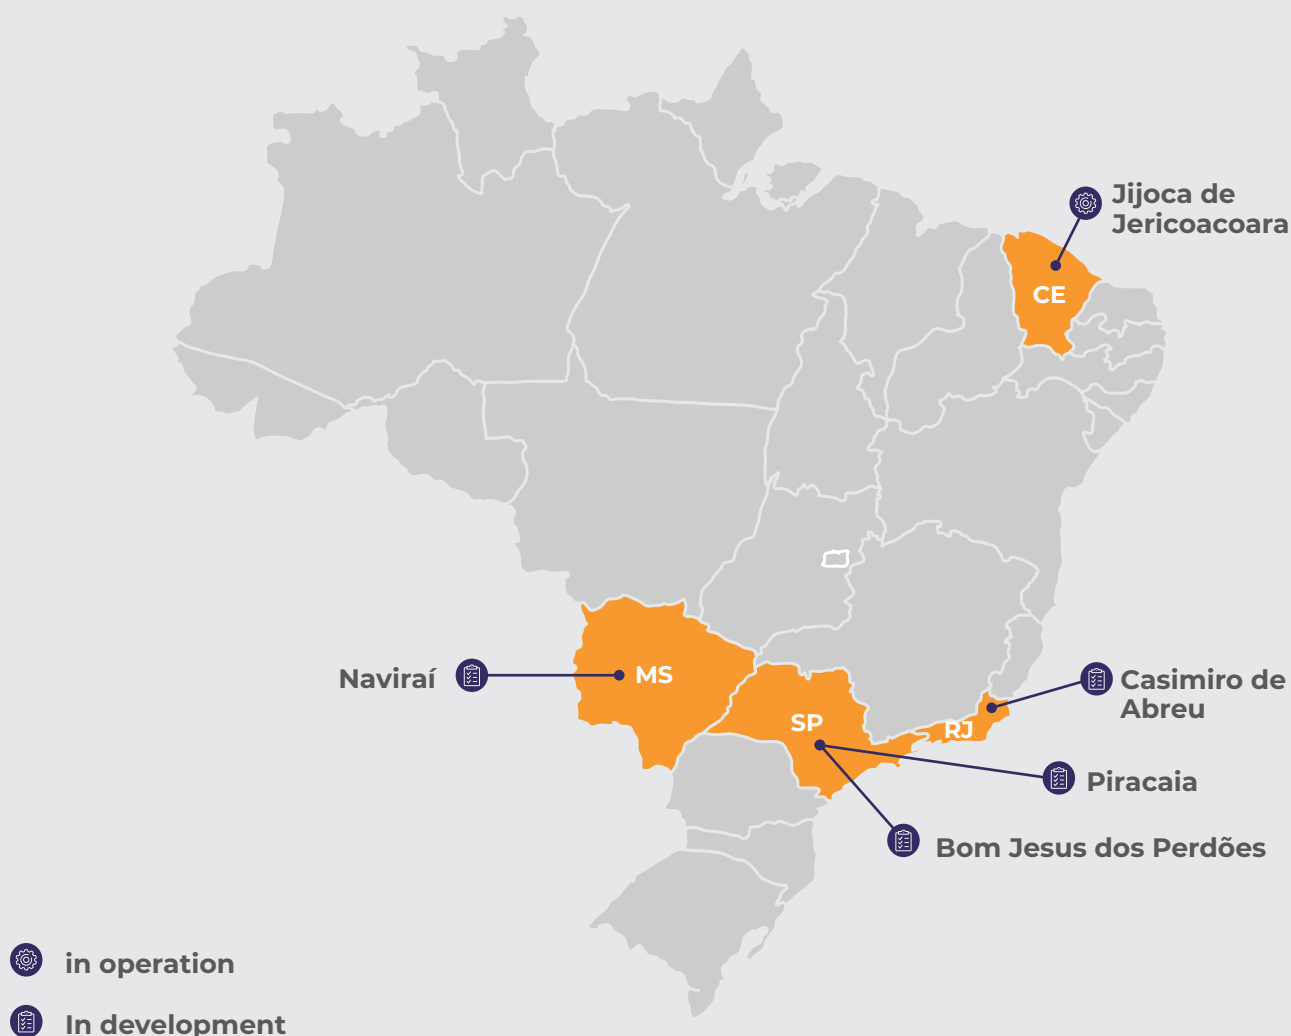 Jijoca de
Jericoacoara
CE
Naviraí
MS
Casimiro de
Abreu
SP
RJ
Piracaia
Bom Jesus dos Perdões
in operation
In development